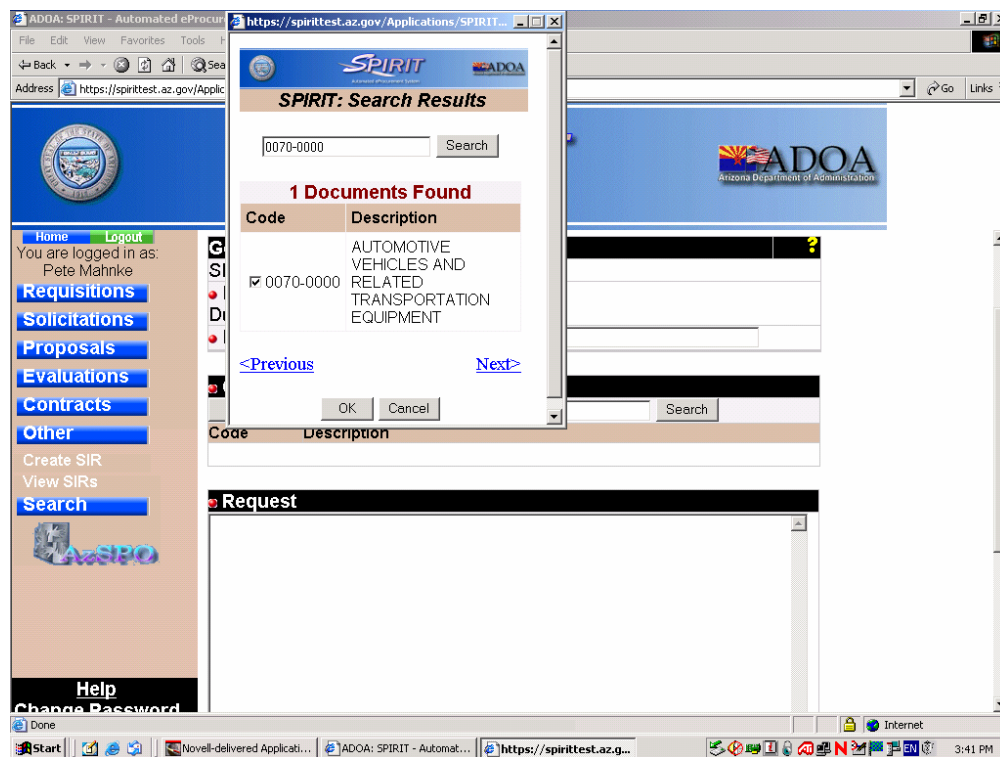 ADOA: SPIRIT - Automated eProcur
https://spirittest.az.gov/Applications/SPIRIT...
File Edit View Favorites Tools
Back
Sea
Address https://spirittest.az.gov/Applic
Go Links
SPIRIT
ADOA
SPIRIT: Search Results
0070-0000 Search
1 Documents Found
Code Description
0070-0000
AUTOMOTIVE
VEHICLES AND
RELATED
TRANSPORTATION
EQUIPMENT
<Previous Next>
OK Cancel
ADOA
Arizona Department of Administration
Home Logout
You are logged in as:
Pete Mahnke
Requisitions
Solicitations
Proposals
Evaluations
Contracts
Other
Create SIR
View SIRs
Search
AZSPO
Help
Change Password
?
Search
Code Description
Request
Done
Internet
Start
Novell-delivered Applicati...
ADOA: SPIRIT - Automat...
https://spirittest.az.g...
N
EN
3:41 PM